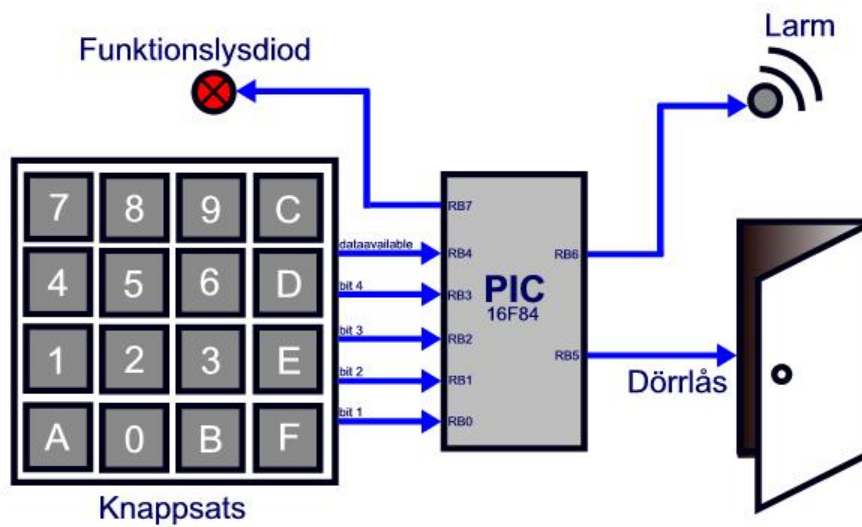 Funktionslysdiod
Larm
7 8 9 C
4 5 6 D
1 2 3 E
A 0 B F
Knappsats
dataavailable
bit 4
bit 3
bit 2
bit 1
RB7
RB4
RB3
RB2
RB1
RB0
PIC
16F84
RB6
RB5
Dörrlås